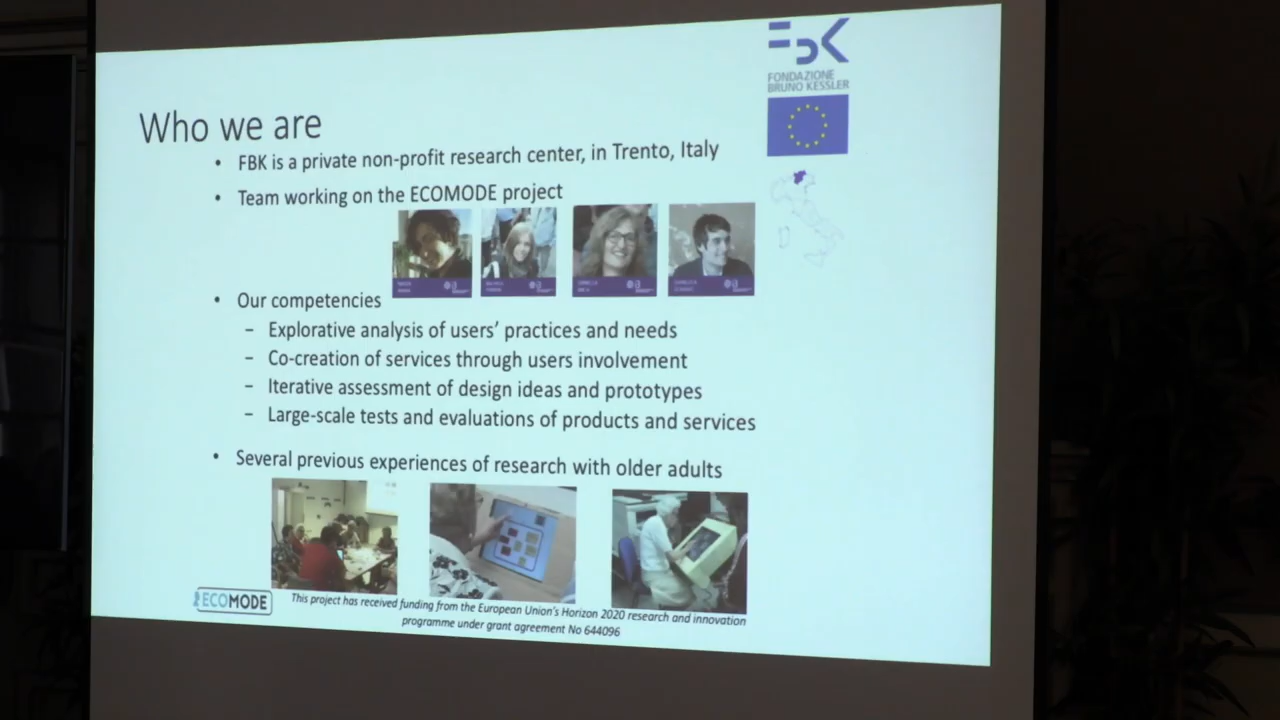 FBK
FONDAZIONE
BRUNO KESSLER
Who we are
• FBK is a private non-profit research center, in Trento, Italy
• Team working on the ECOMODE project
• Our competencies
– Explorative analysis of users' practices and needs
– Co-creation of services through users involvement
– Iterative assessment of design ideas and prototypes
– Large-scale tests and evaluations of products and services
• Several previous experiences of research with older adults
ECOMODE
This project has received funding from the European Union's Horizon 2020 research and innovation
programme under grant agreement No 644096